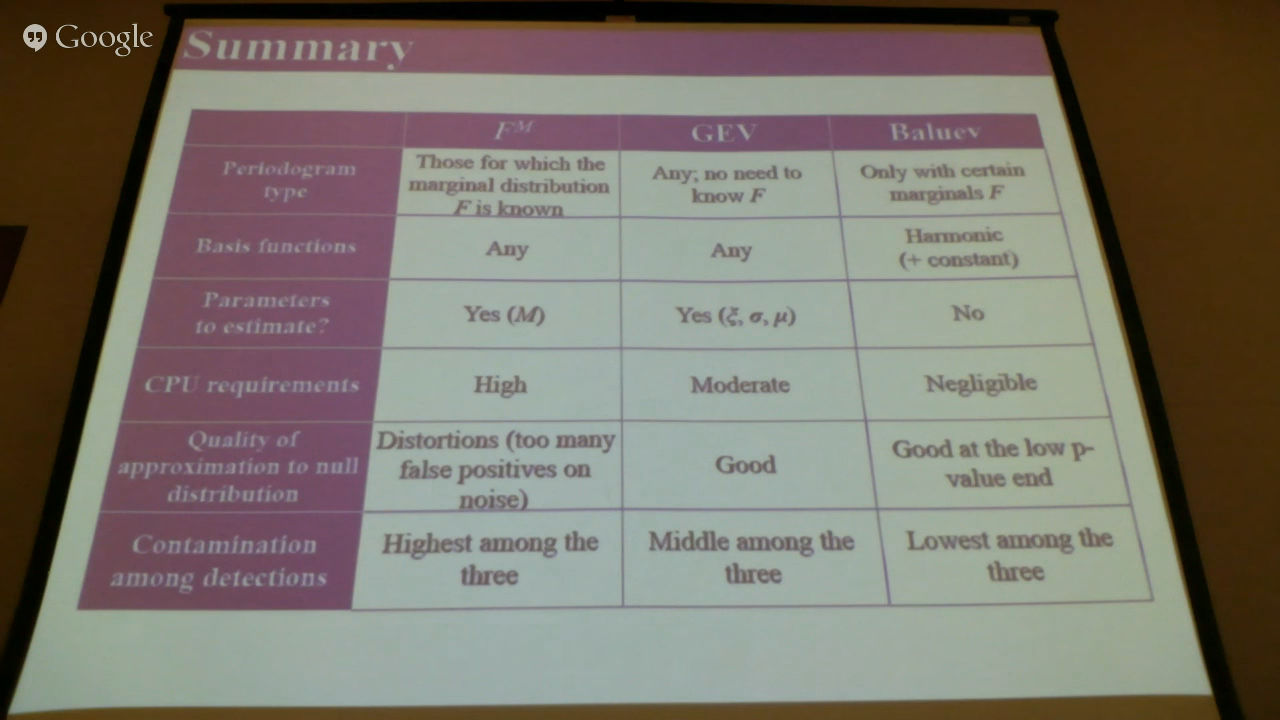 Google
Summary
F^M GEV Baluev
Periodogram
type
Those for which the
marginal distribution
F is known
Any; no need to
know F
Only with certain
marginals F
Basis functions
Any
Any
Harmonic
(+ constant)
Parameters
to estimate?
Yes (M)
Yes (ξ, σ, μ)
No
CPU requirements
High
Moderate
Negligible
Quality of
approximation to null
distribution
Distortions (too many
false positives on
noise)
Good
Good at the low p-
value end
Contamination
among detections
Highest among the
three
Middle among the
three
Lowest among the
three